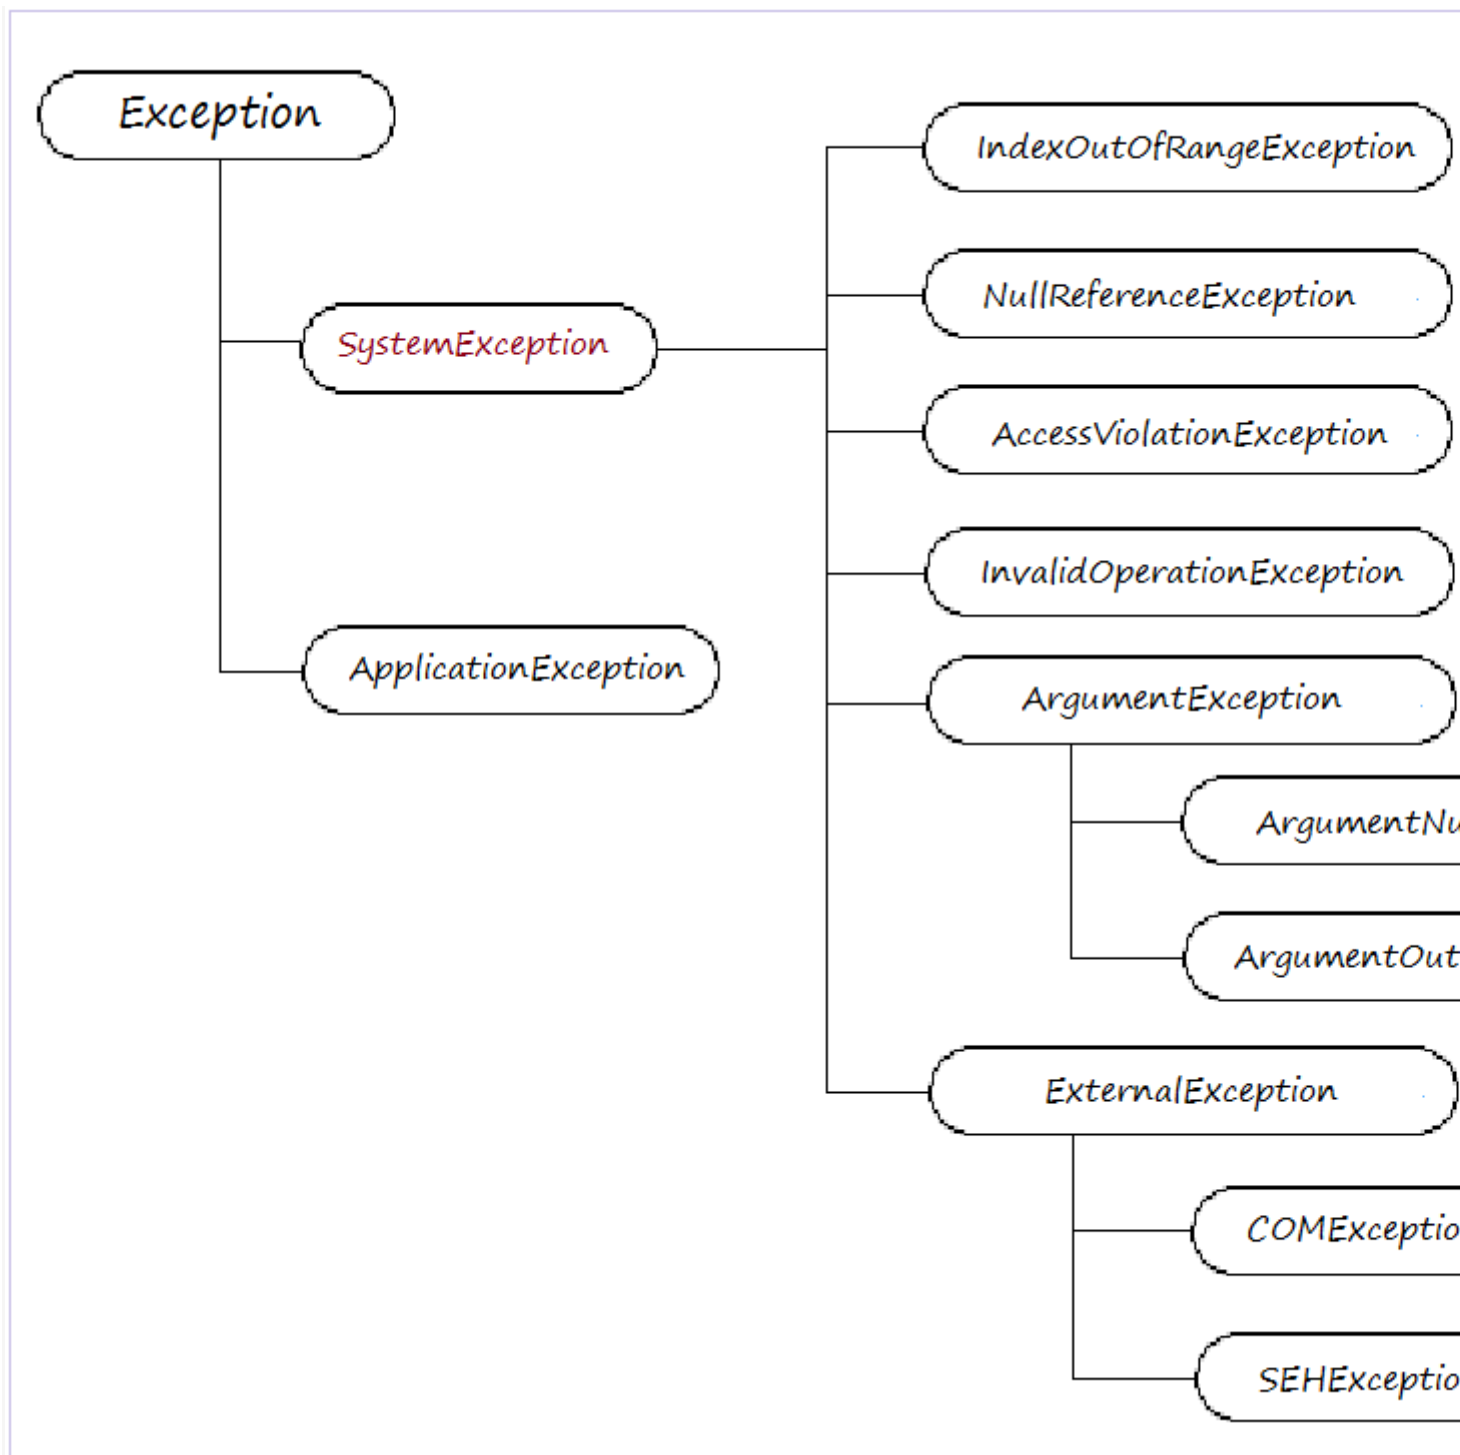 Exception
SystemException
ApplicationException
IndexOutOfRangeException
NullReferenceException
AccessViolationException
InvalidOperationException
ArgumentException
ArgumentNu
ArgumentOut
ExternalException
COMExceptio
SEHExceptio